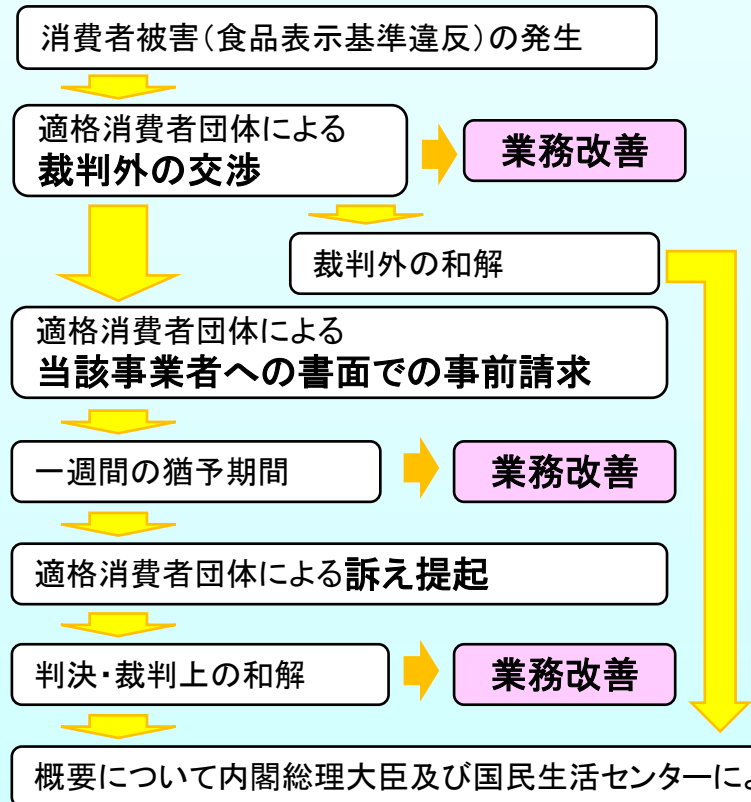 消費者被害(食品表示基準違反)の発生
適格消費者団体による
裁判外の交渉
業務改善
裁判外の和解
適格消費者団体による
当該事業者への書面での事前請求
一週間の猶予期間
業務改善
適格消費者団体による訴え提起
判決・裁判上の和解
業務改善
概要について内閣総理大臣及び国民生活センターに